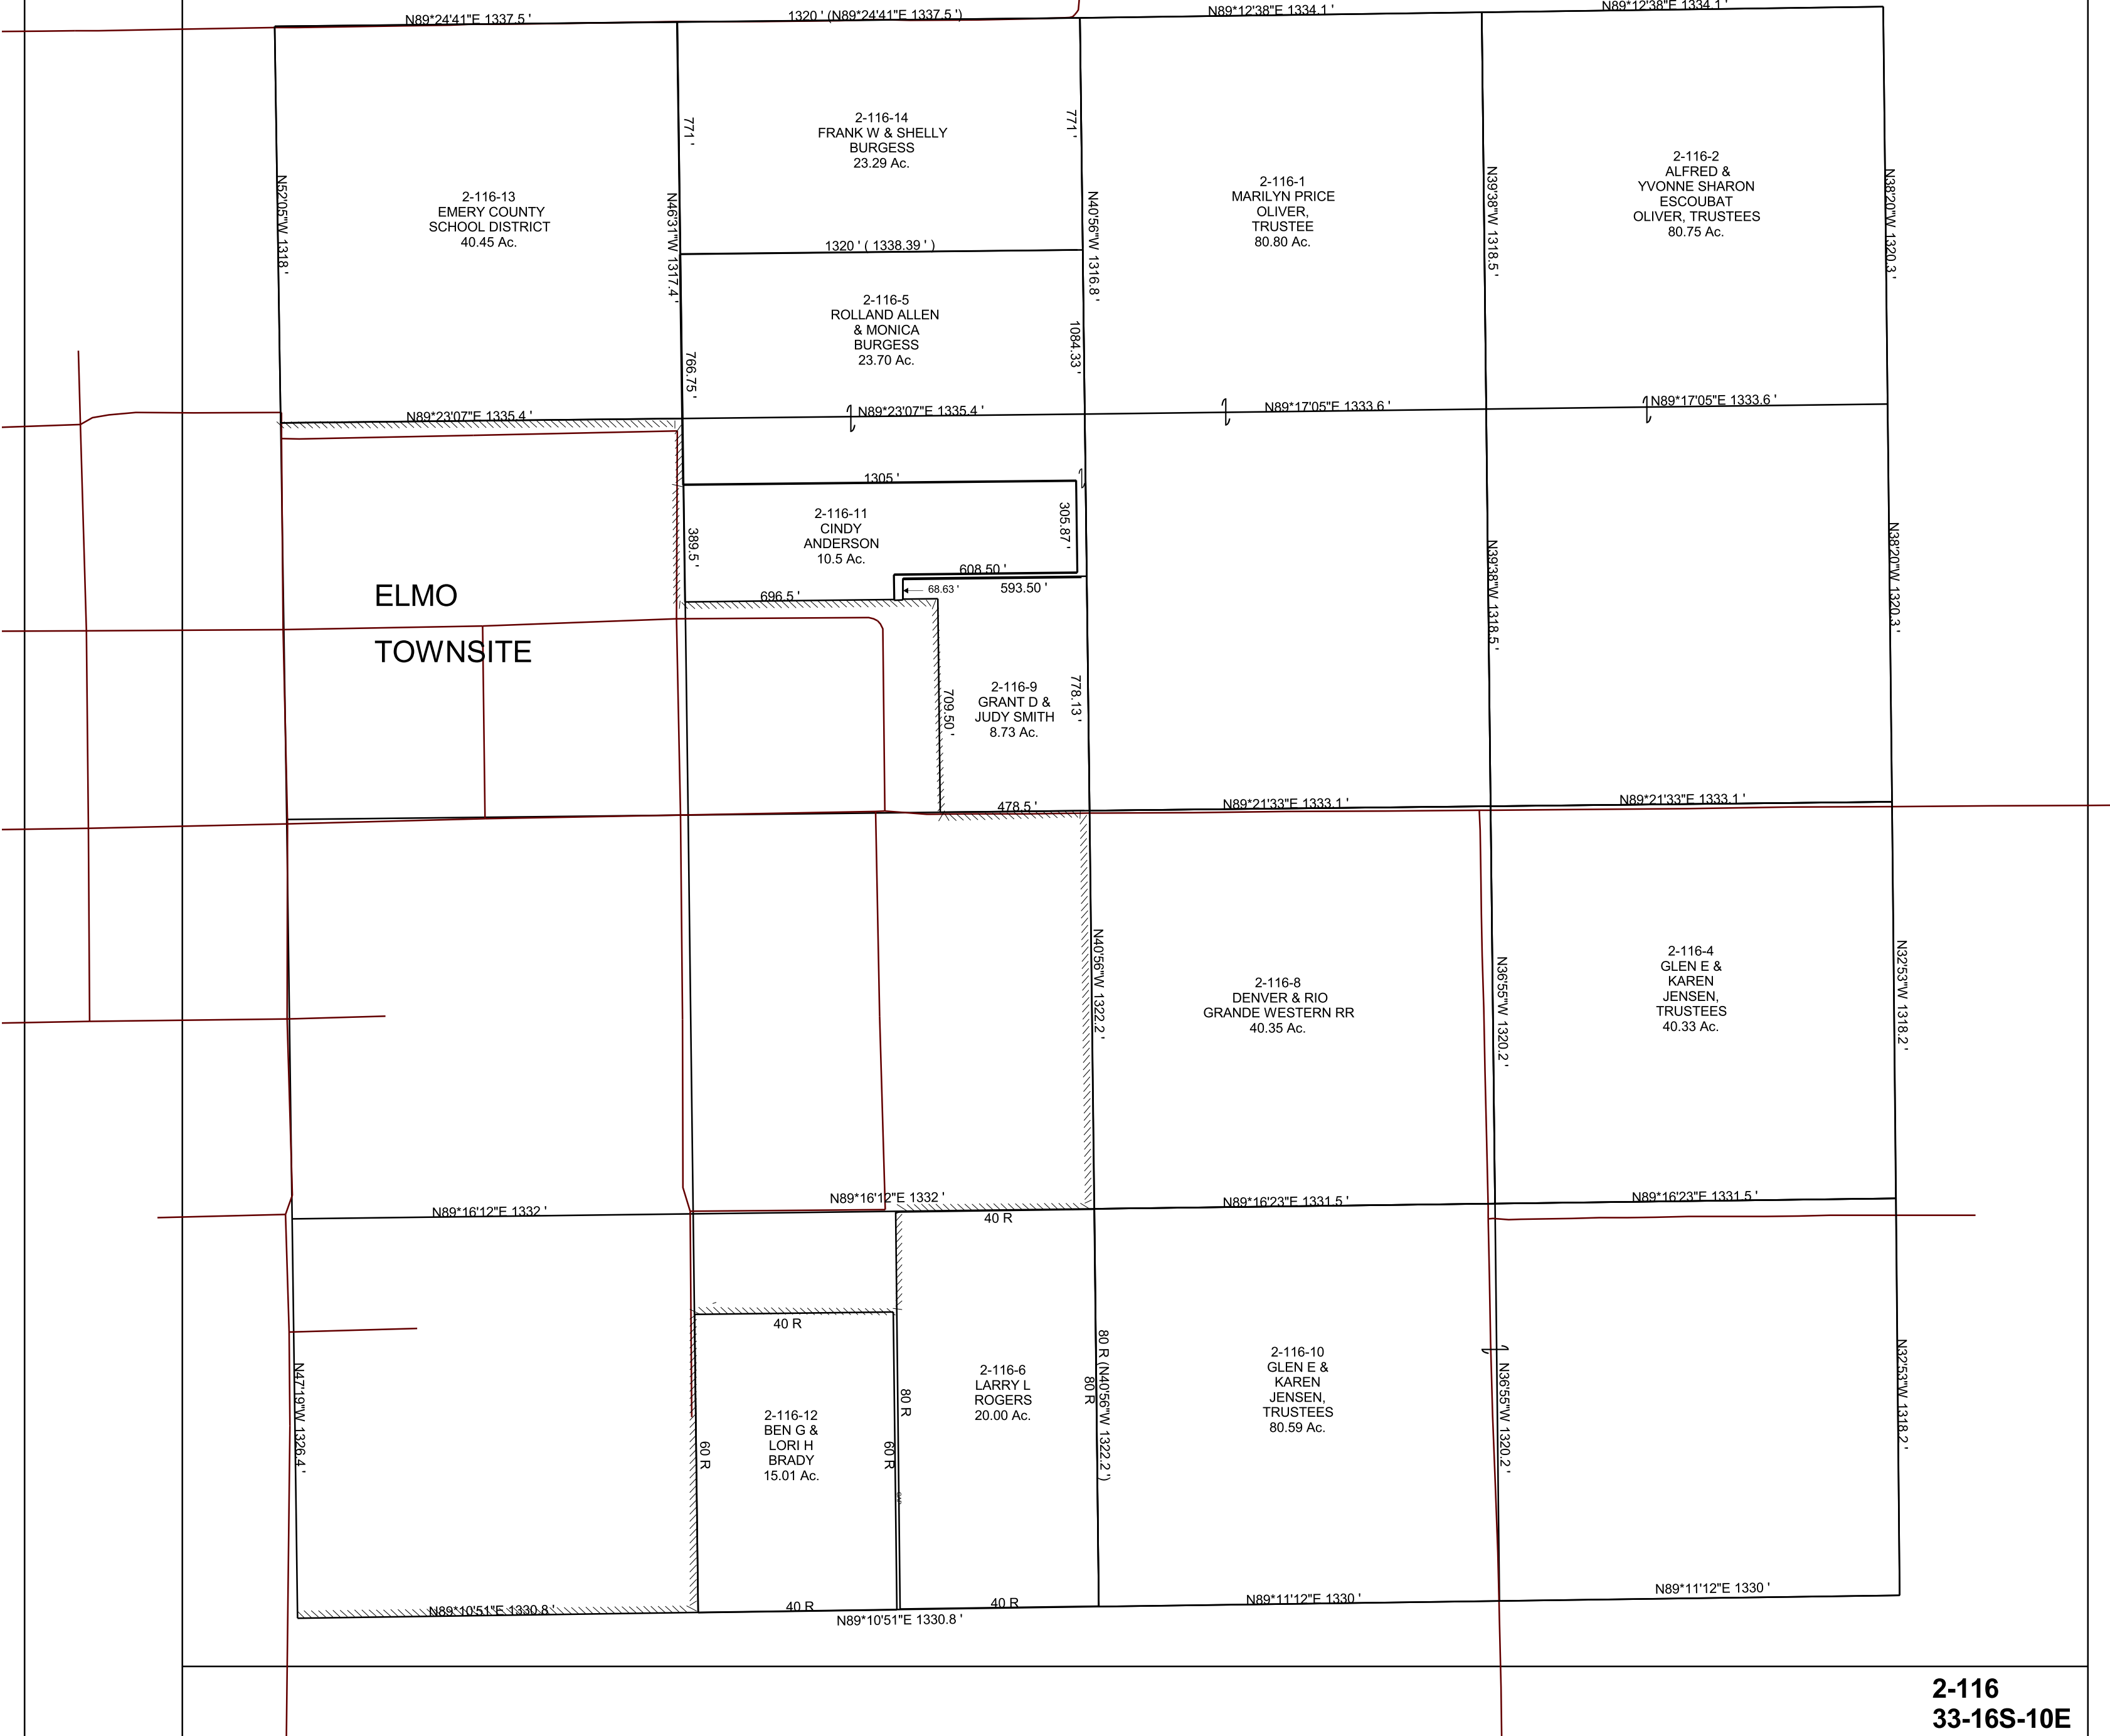 N89*24'41"E 1337.5 '
1320 ' (N89*24'41"E 1337.5 ')
N89*12'38"E 1334.1 '
N89*12'38"E 1334.1 '
N52'05"W 1318 '
2-116-13
EMERY COUNTY
SCHOOL DISTRICT
40.45 Ac.
N46'31"W 1317.4 '
771 '
2-116-14
FRANK W & SHELLY
BURGESS
23.29 Ac.
771 '
1320 ' ( 1338.39 ' )
N40'56"W 1316.8 '
2-116-1
MARILYN PRICE
OLIVER,
TRUSTEE
80.80 Ac.
N39'38"W 1318.5 '
2-116-2
ALFRED &
YVONNE SHARON
ESCOUBAT
OLIVER, TRUSTEES
80.75 Ac.
N38'20"W 1320.3 '
766.75 '
2-116-5
ROLLAND ALLEN
& MONICA
BURGESS
23.70 Ac.
1084.33 '
N89*23'07"E 1335.4 '
N89*23'07"E 1335.4 '
N89*17'05"E 1333.6 '
N89*17'05"E 1333.6 '
1305 '
389.5 '
2-116-11
CINDY
ANDERSON
10.5 Ac.
305.87 '
608.50 '
68.63 '
593.50 '
696.5 '
ELMO
TOWNSITE
N39'38"W 1318.5 '
N38'20"W 1320.3 '
709.50 '
2-116-9
GRANT D &
JUDY SMITH
8.73 Ac.
778.13 '
478.5 '
N89*21'33"E 1333.1 '
N89*21'33"E 1333.1 '
N40'56"W 1322.2 '
2-116-8
DENVER & RIO
GRANDE WESTERN RR
40.35 Ac.
N36'55"W 1320.2 '
2-116-4
GLEN E &
KAREN
JENSEN,
TRUSTEES
40.33 Ac.
N32'53"W 1318.2 '
N89*16'12"E 1332 '
N89*16'12"E 1332 '
N89*16'23"E 1331.5 '
N89*16'23"E 1331.5 '
40 R
40 R
N47'19"W 1326.4 '
60 R
2-116-12
BEN G &
LORI H
BRADY
15.01 Ac.
60 R
80 R
2-116-6
LARRY L
ROGERS
20.00 Ac.
80 R
80 R (N40'56"W 1322.2 ')
2-116-10
GLEN E &
KAREN
JENSEN,
TRUSTEES
80.59 Ac.
N36'55"W 1320.2 '
N32'53"W 1318.2 '
N89*10'51"E 1330.8 '
40 R
40 R
N89*10'51"E 1330.8 '
N89*11'12"E 1330 '
N89*11'12"E 1330 '
2-116
33-16S-10E